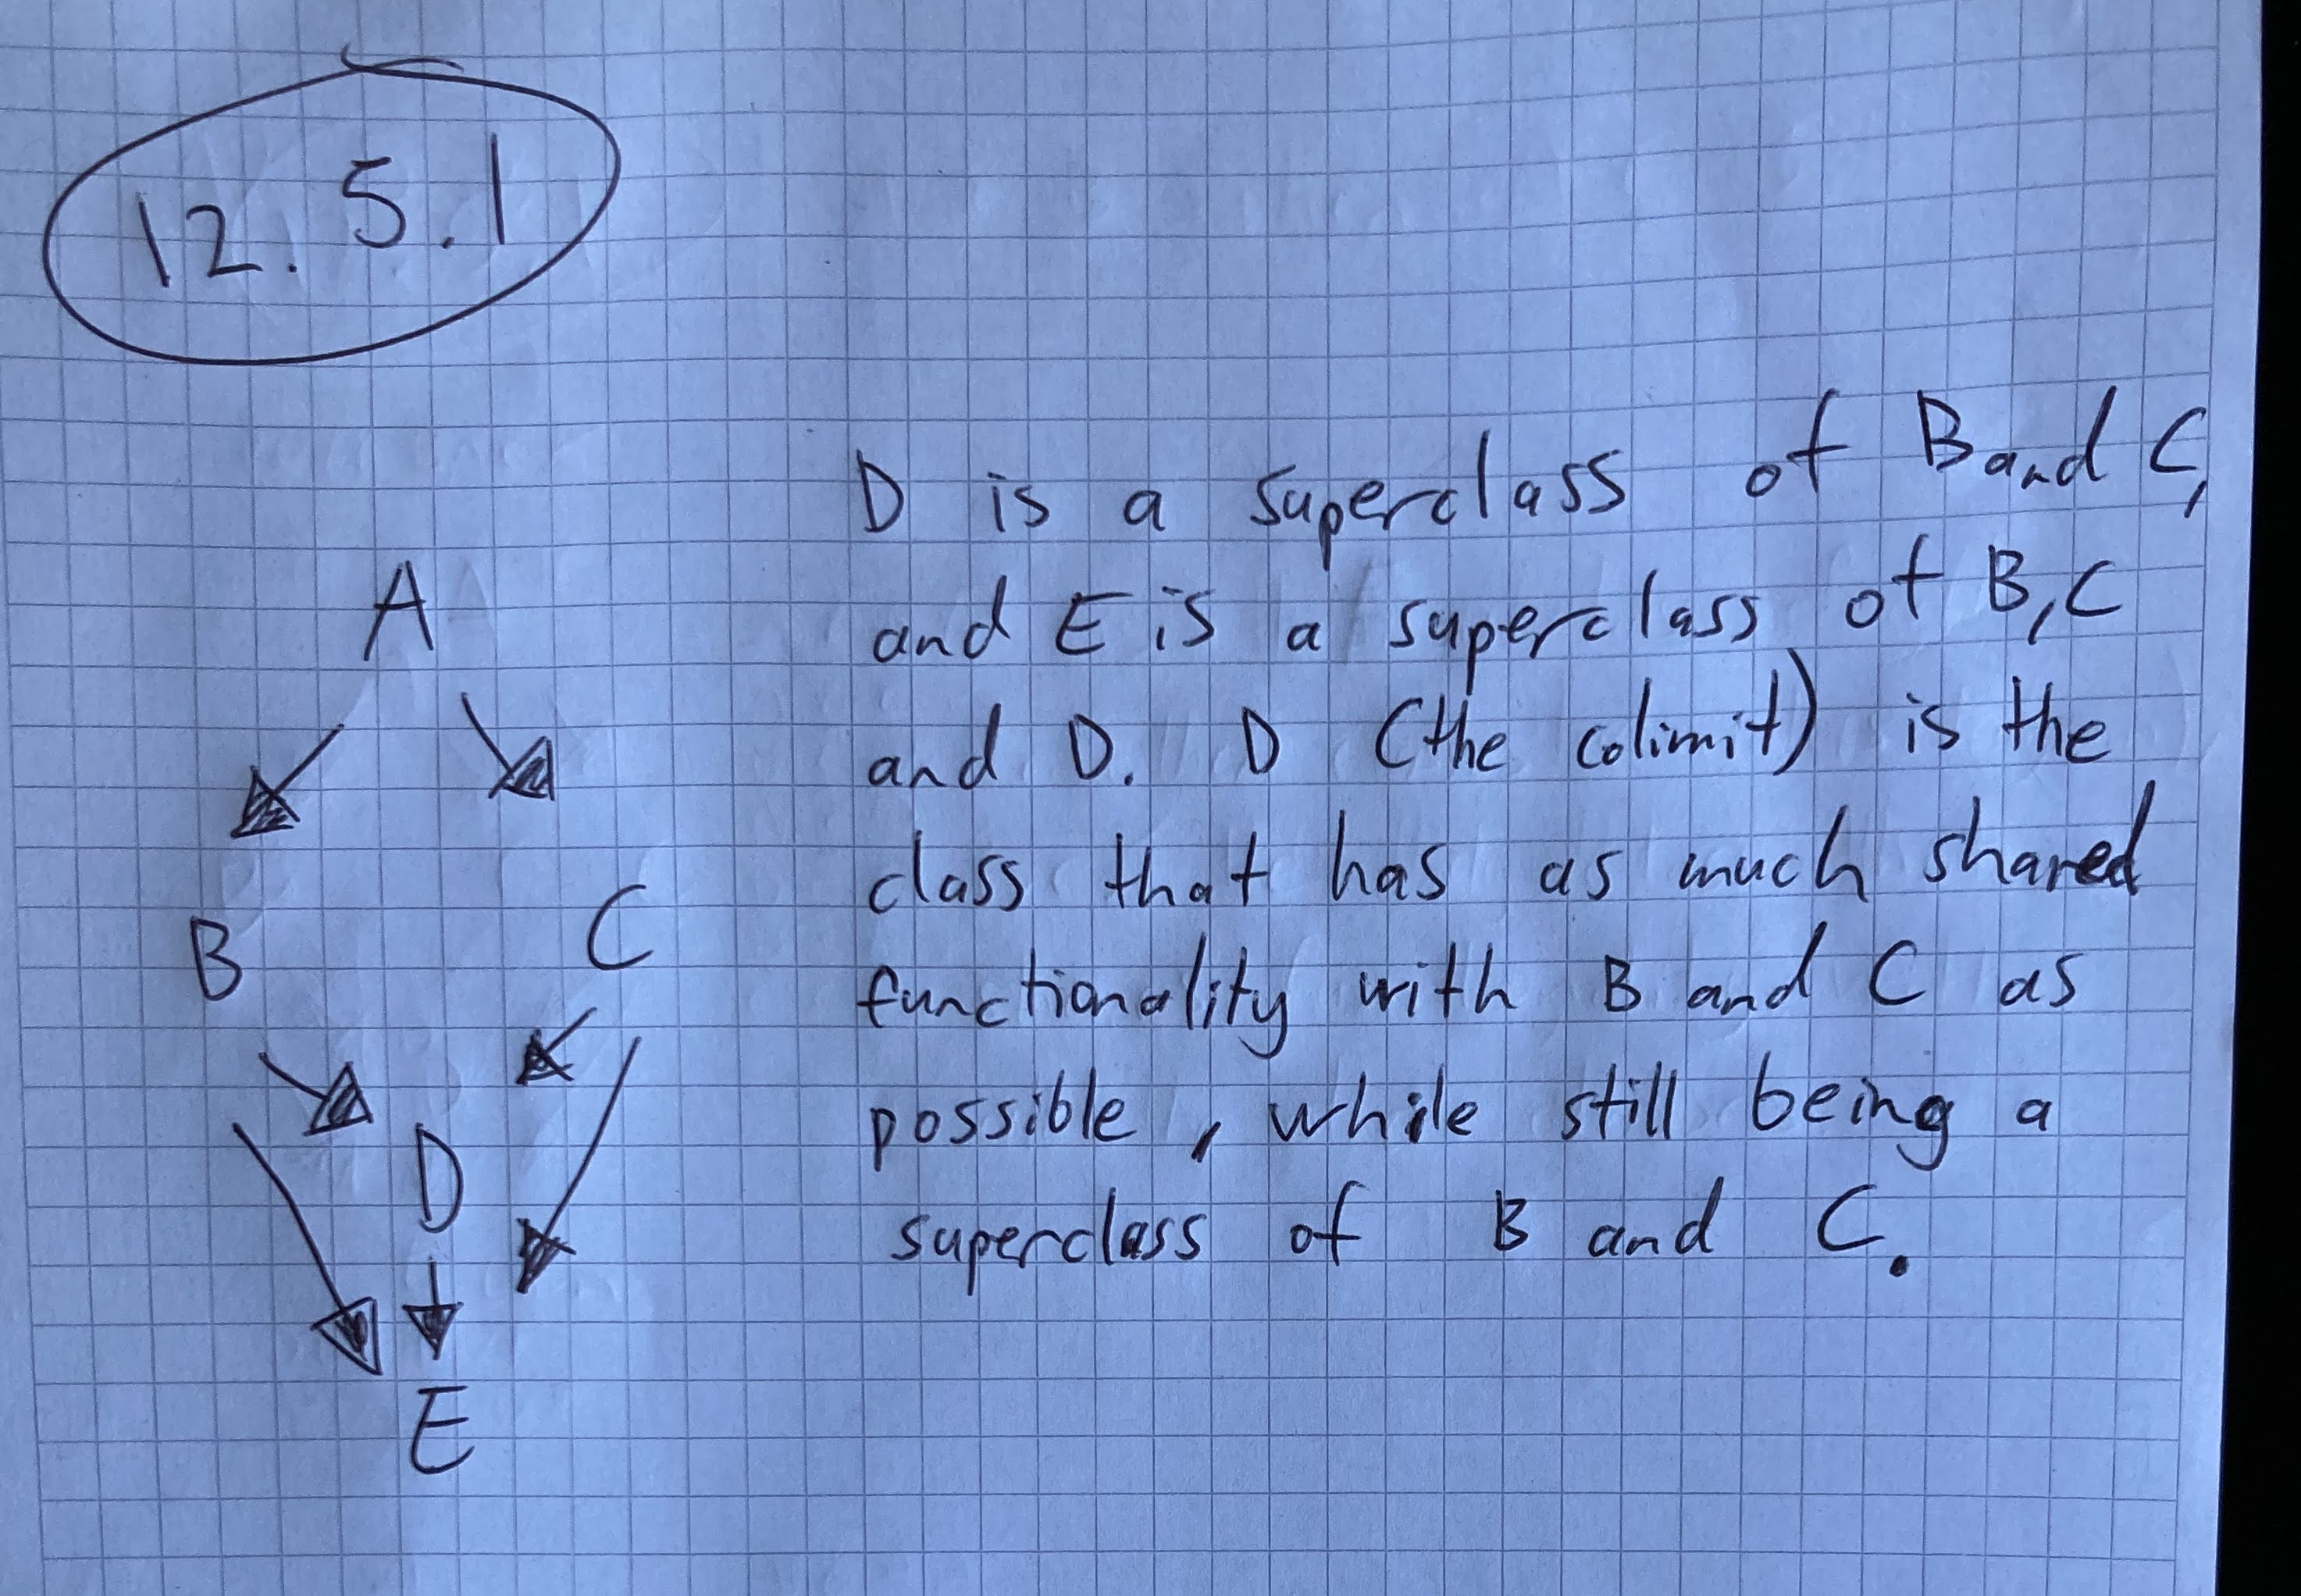 12.5.1
A
B C
D
E
D is a superclass of B and C,
and E is a superclass of B, C
and D. D (the colimit) is the
class that has as much shared
functionality with B and C as
possible, while still being a
superclass of B and C.